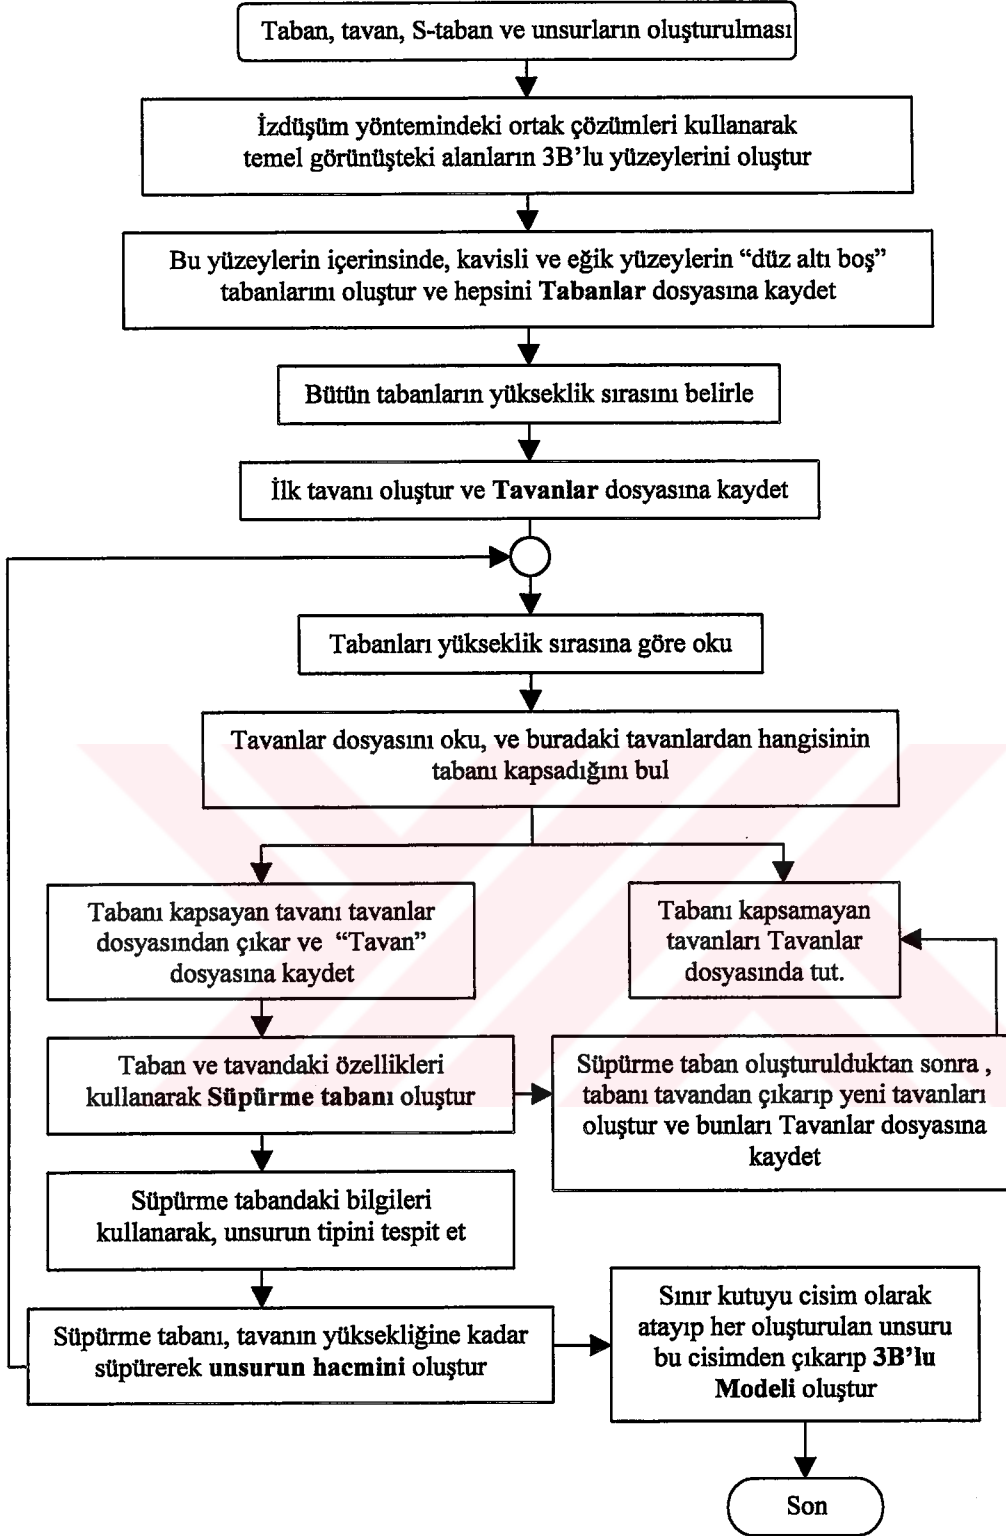 Taban, tavan, S-taban ve unsurların oluşturulması
İzdüşüm yöntemindeki ortak çözümleri kullanarak
temel görünüşteki alanların 3B'lu yüzeylerini oluştur
Bu yüzeylerin içerinsinde, kavisli ve eğik yüzeylerin “düz altı boş”
tabanlarını oluştur ve hepsini Tabanlar dosyasına kaydet
Bütün tabanların yükseklik sırasını belirle
İlk tavanı oluştur ve Tavanlar dosyasına kaydet
Tabanları yükseklik sırasına göre oku
Tavanlar dosyasını oku, ve buradaki tavanlardan hangisinin
tabanı kapsadığını bul
Tabanı kapsayan tavanı tavanlar
dosyasından çıkar ve “Tavan”
dosyasına kaydet
Tabanı kapsamayan
tavanları Tavanlar
dosyasında tut.
Taban ve tavandaki özellikleri
kullanarak Süpürme tabanı oluştur
Süpürme taban oluşturulduktan sonra ,
tabanı tavandan çıkarıp yeni tavanları
oluştur ve bunları Tavanlar dosyasına
kaydet
Süpürme tabandaki bilgileri
kullanarak, unsurun tipini tespit et
Süpürme tabanı, tavanın yüksekliğine kadar
süpürerek unsurun hacmini oluştur
Sınır kutuyu cisim olarak
atayıp her oluşturulan unsuru
bu cisimden çıkarıp 3B'lu
Modeli oluştur
Son